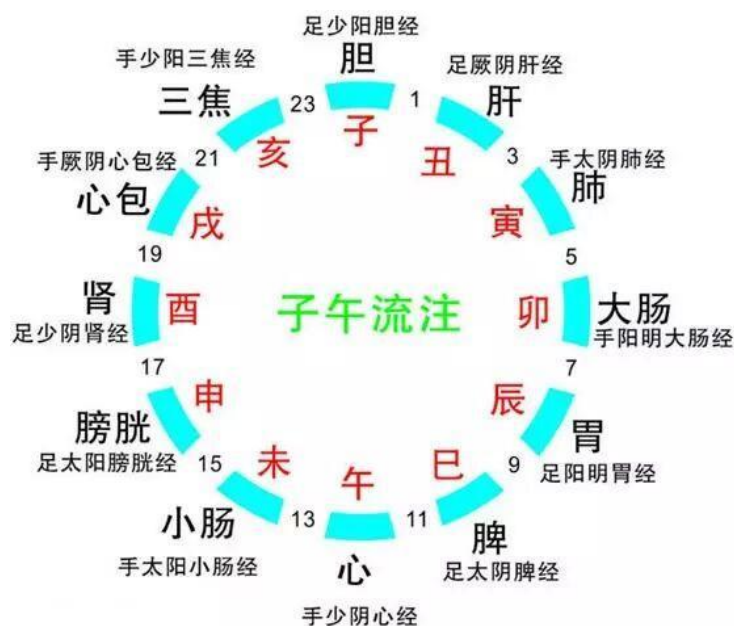 足少阳胆经
胆
子
1
足厥阴肝经
肝
丑
3
手太阴肺经
肺
寅
5
大肠
手阳明大肠经
卯
7
胃
足阳明胃经
辰
9
脾
足太阴脾经
巳
11
心
手少阴心经
午
13
小肠
手太阳小肠经
未
15
膀胱
足太阳膀胱经
申
17
肾
足少阴肾经
酉
19
手厥阴心包经
心包
戌
21
手少阳三焦经
三焦
亥
23
子午流注